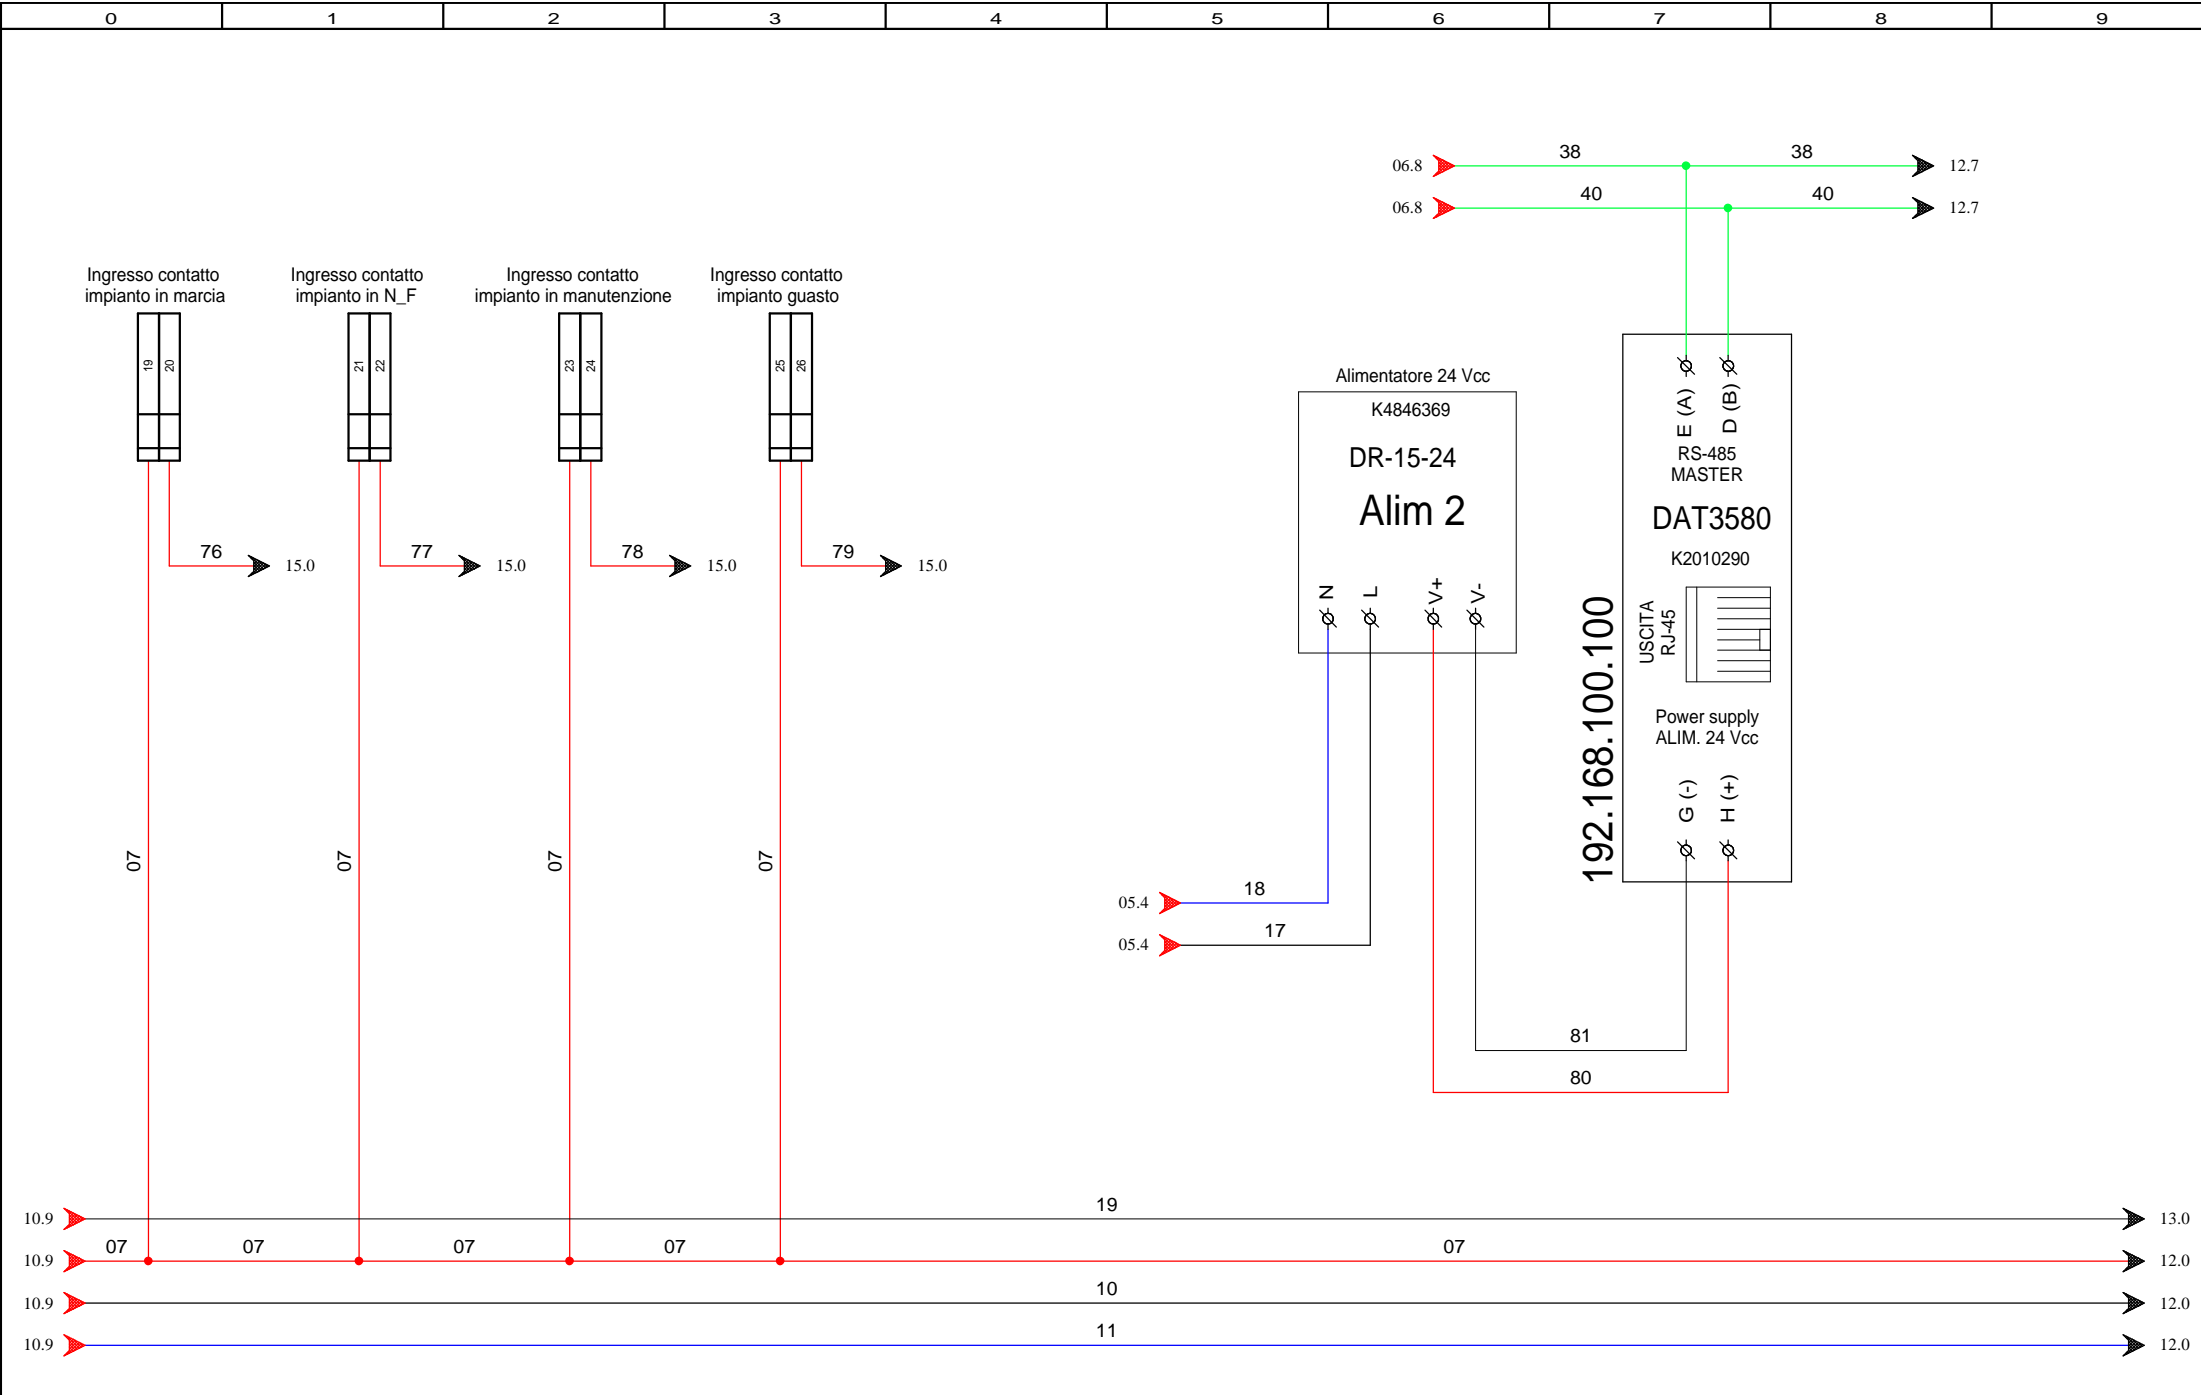 0 1 2 3 4 5 6 7 8 9
06.8 38 38 12.7
06.8 40 40 12.7
Ingresso contatto
impianto in marcia
Ingresso contatto
impianto in N_F
Ingresso contatto
impianto in manutenzione
Ingresso contatto
impianto guasto
19 20
21 22
23 24
25 26
76 15.0
77 15.0
78 15.0
79 15.0
07
07
07
07
Alimentatore 24 Vcc
K4846369
DR-15-24
Alim 2
N L V+ V-
E (A) D (B)
RS-485
MASTER
DAT3580
K2010290
USCITA
RJ-45
192.168.100.100
Power supply
ALIM. 24 Vcc
G (-) H (+)
05.4 18
05.4 17
81
80
10.9 19 13.0
10.9 07 07 07 07 07 12.0
10.9 10 12.0
10.9 11 12.0